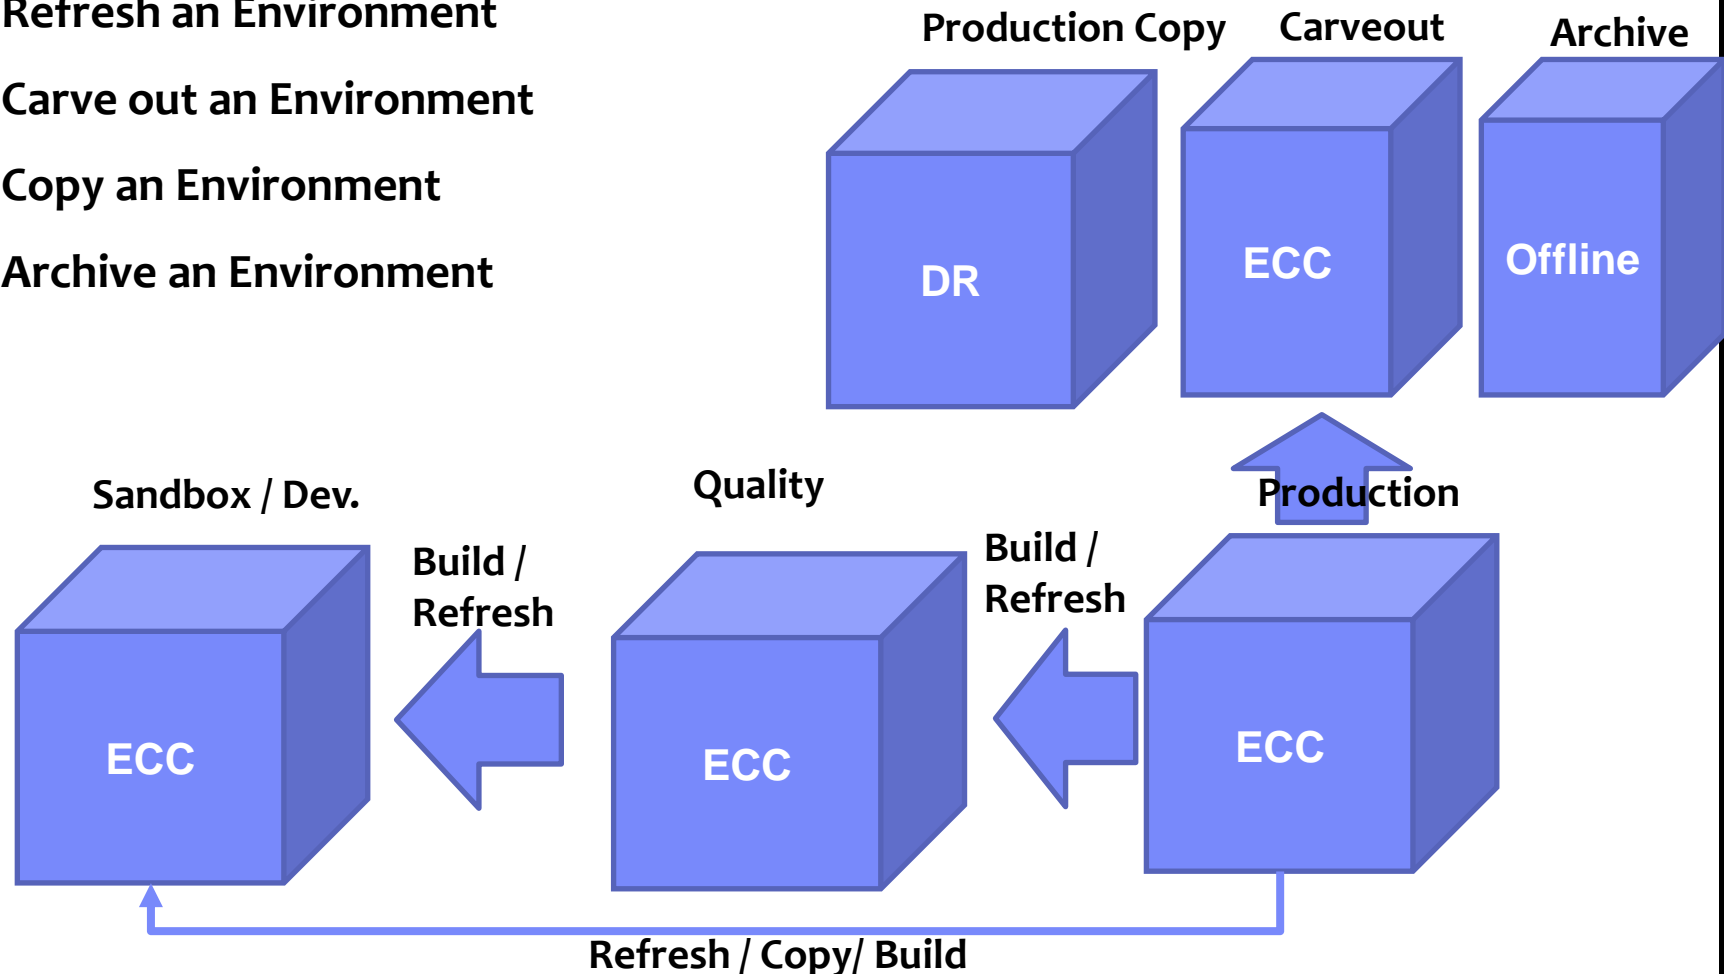 Refresh an Environment
Carve out an Environment
Copy an Environment
Archive an Environment
Production Copy
Carveout
Archive
DR
ECC
Offline
Sandbox / Dev.
Quality
Production
Build /
Refresh
Build /
Refresh
ECC
ECC
ECC
Refresh / Copy/ Build